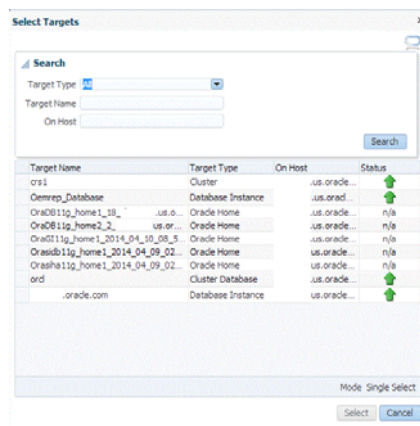 Select Targets
Search
Target Type All
Target Name
On Host
Search
Target Name Target Type On Host Status
crs1 Cluster .us.oracle...
Oemrep_Database Database Instance .us.oracl...
OraDB11g_home1_18_ .us.o... Oracle Home .us.oracle... n/a
OraDB11g_home2_2_ us.or... Oracle Home us.oracle... n/a
OraGI11g_home1_2014_04_10_08_5... Oracle Home us.oracle... n/a
Orasidb11g_home1_2014_04_09_02... Oracle Home us.oracle... n/a
Orasiha11g_home1_2014_04_09_02... Oracle Home us.oracle... n/a
orcl Cluster Database us.oracle...
.oracle.com Database Instance us.oracle...
Mode Single Select
Select Cancel